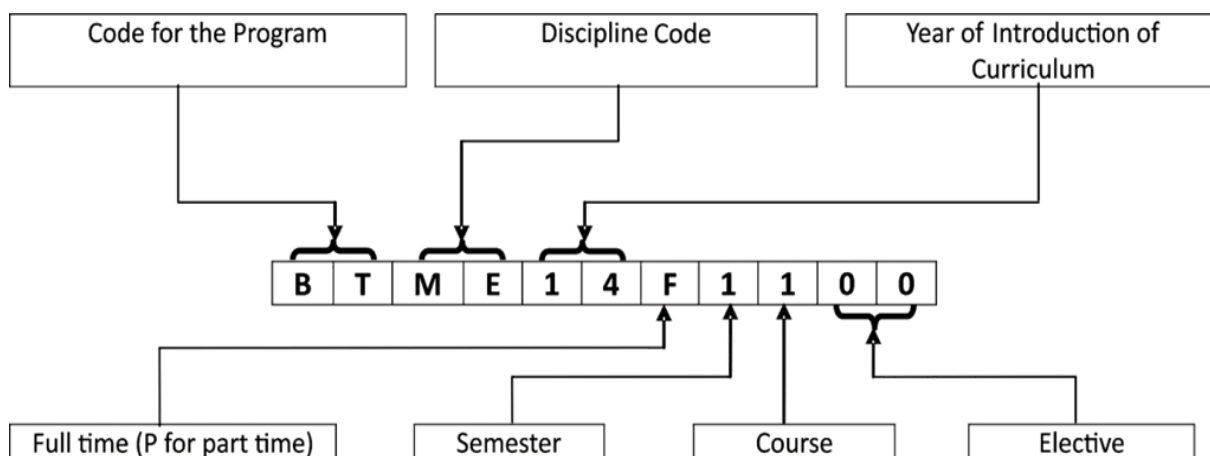 Code for the Program
Discipline Code
Year of Introduction of
Curriculum
B T M E 1 4 F 1 1 0 0
Full time (P for part time)
Semester
Course
Elective